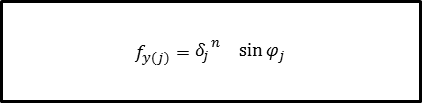 f_{y(j)} = δ_j^n sin φ_j